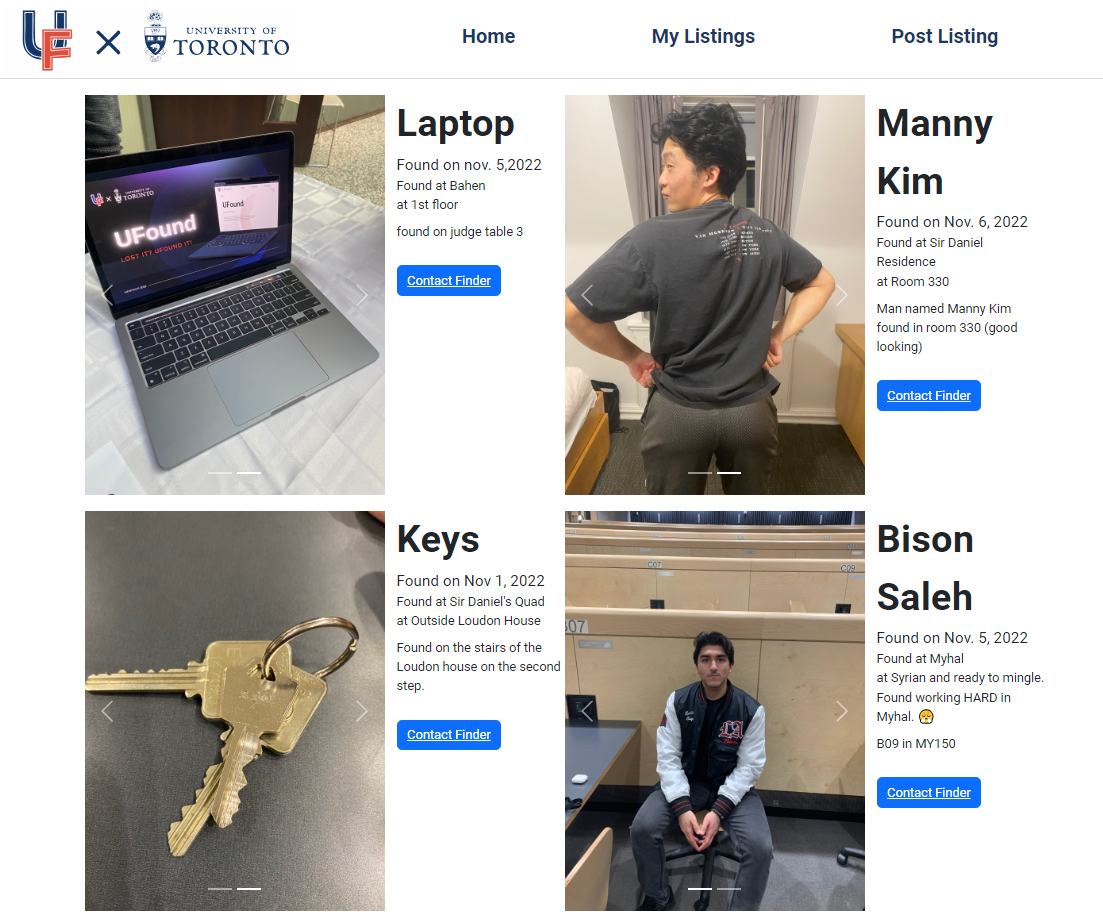 UF × UNIVERSITY OF
TORONTO
Home
My Listings
Post Listing
UNIVERSITY OF
TORONTO
UFound
UFound
LOST IT? UFOUND IT!
Laptop
Found on nov. 5,2022
Found at Bahen
at 1st floor
found on judge table 3
Contact Finder
Manny
Kim
Found on Nov. 6, 2022
Found at Sir Daniel
Residence
at Room 330
Man named Manny Kim
found in room 330 (good
looking)
Contact Finder
Keys
Found on Nov 1, 2022
Found at Sir Daniel's Quad
at Outside Loudon House
Found on the stairs of the
Loudon house on the second
step.
Contact Finder
C07
C09
B07
Bison
Saleh
Found on Nov. 5, 2022
Found at Myhal
at Syrian and ready to mingle.
Found working HARD in
Myhal. 😤
B09 in MY150
Contact Finder